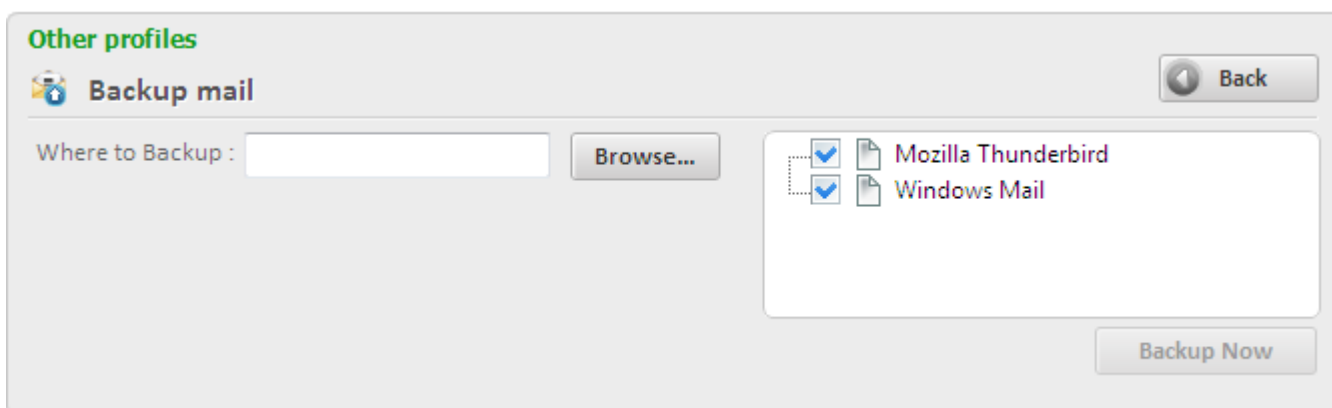 Other profiles
Backup mail
Back
Where to Backup :
Browse...
Mozilla Thunderbird
Windows Mail
Backup Now